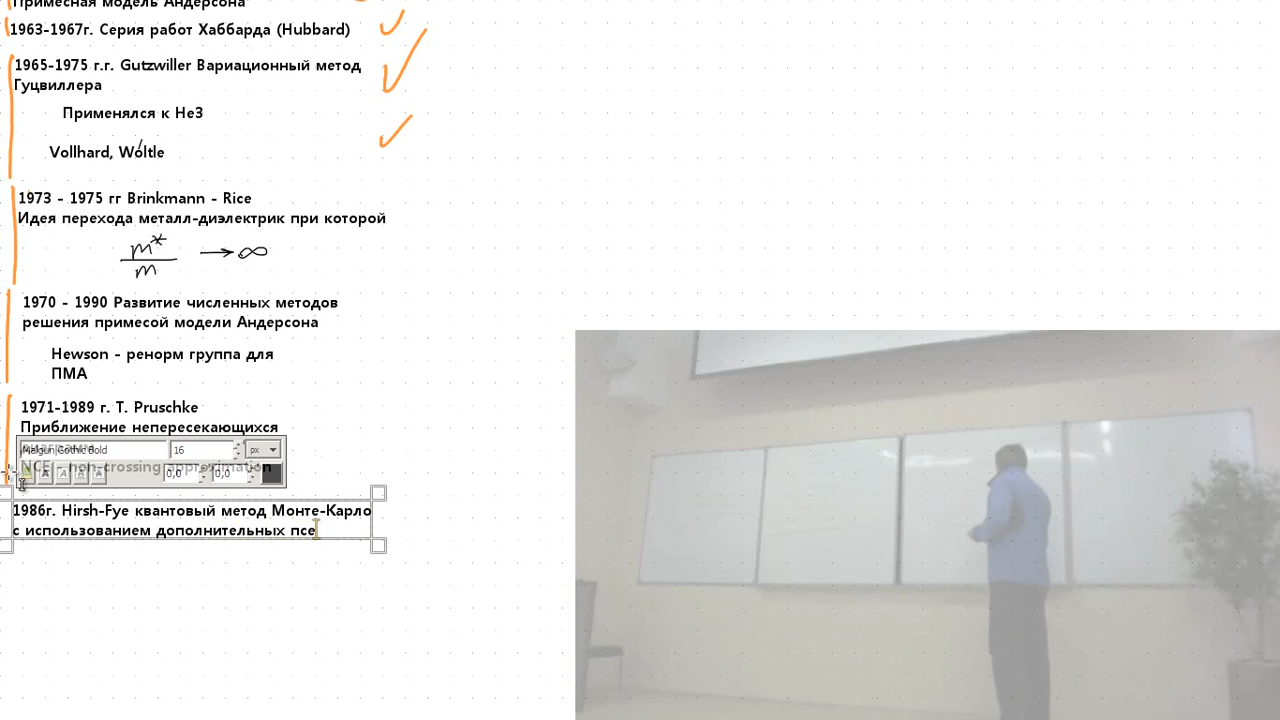 Примесная модель Андерсона
1963-1967г. Серия работ Хаббарда (Hubbard)
1965-1975 г.г. Gutzwiller Вариационный метод
Гуцвиллера
Применялся к He3
Vollhard, Woltle
1973 - 1975 гг Brinkmann - Rice
Идея перехода металл-диэлектрик при которой
m*/m → ∞
1970 - 1990 Развитие численных методов
решения примесой модели Андерсона
Hewson - ренорм группа для
ПМА
1971-1989 г. T. Pruschke
Приближение непересекающихся
диаграмм
Malgun Gothic Bold 16 px
NCE - non-crossing approximation
0,0 0,0
1986г. Hirsh-Fye квантовый метод Монте-Карло
с использованием дополнительных псе